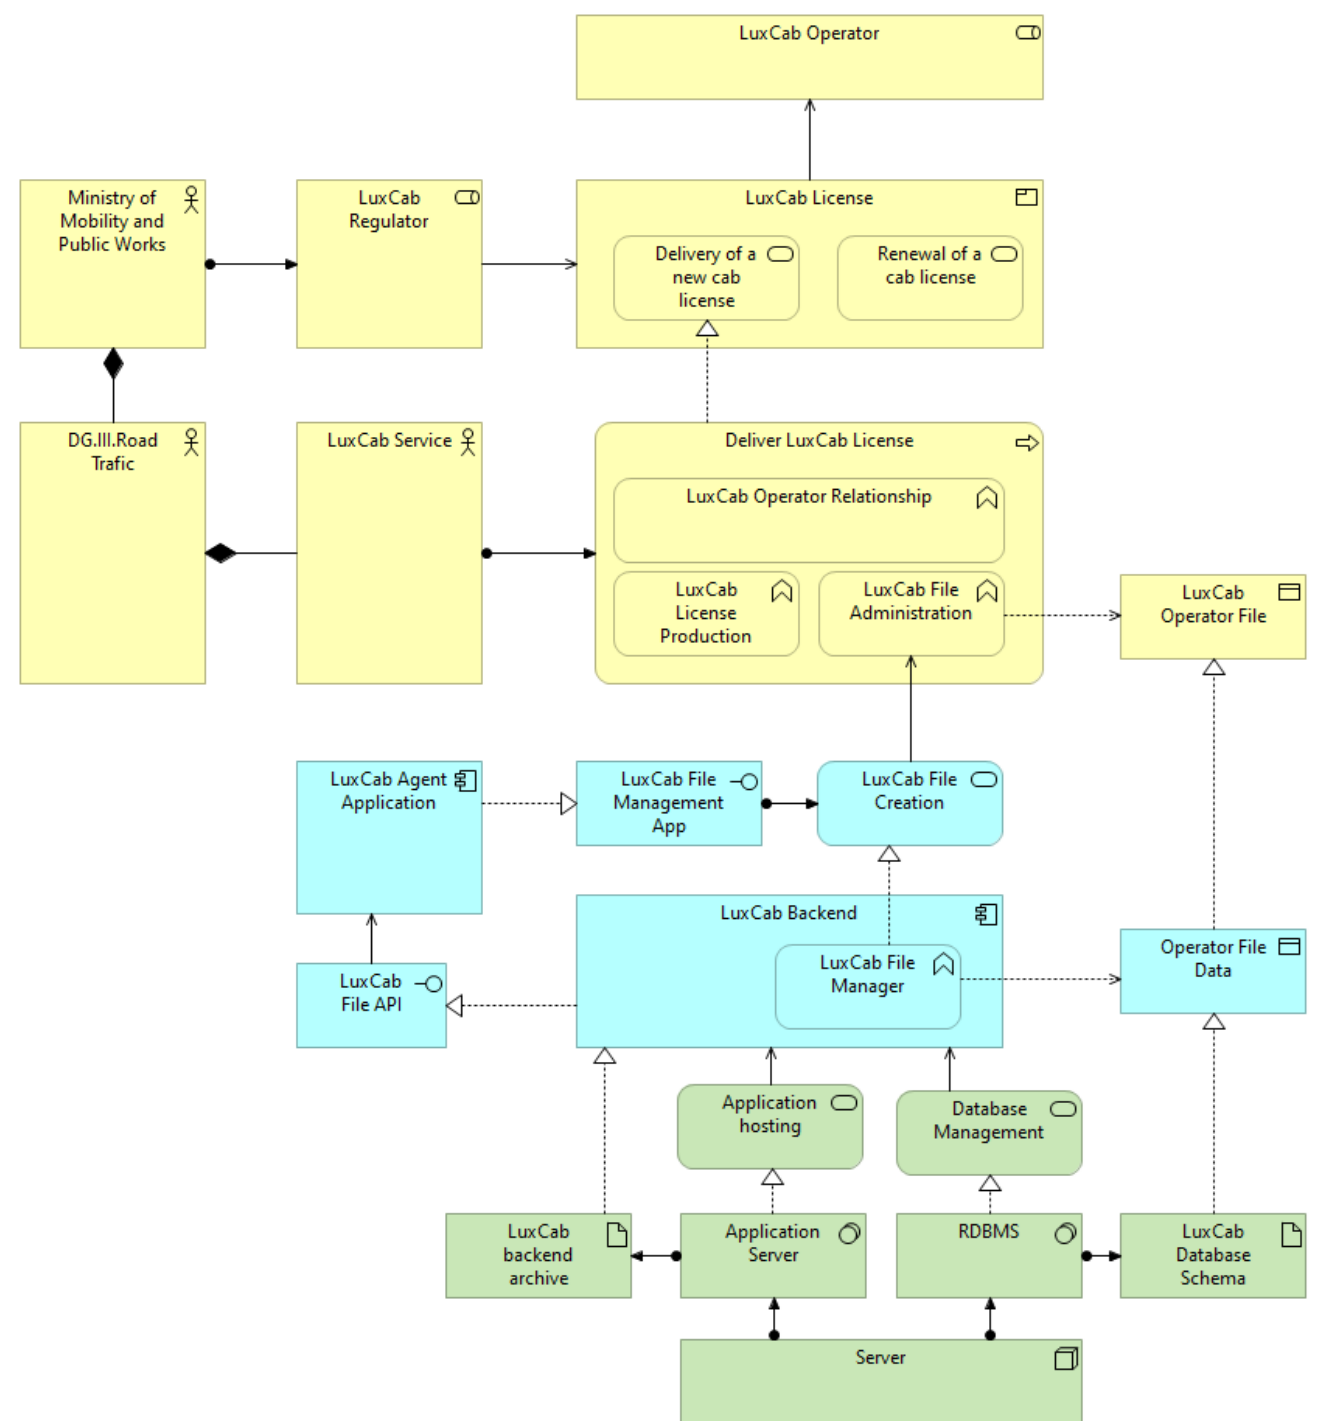 LuxCab Operator
Ministry of
Mobility and
Public Works
LuxCab
Regulator
LuxCab License
Delivery of a
new cab
license
Renewal of a
cab license
DG.III.Road
Trafic
LuxCab Service
Deliver LuxCab License
LuxCab Operator Relationship
LuxCab
License
Production
LuxCab File
Administration
LuxCab
Operator File
LuxCab Agent
Application
LuxCab File
Management
App
LuxCab File
Creation
LuxCab Backend
LuxCab File
Manager
Operator File
Data
LuxCab
File API
Application
hosting
Database
Management
LuxCab
backend
archive
Application
Server
RDBMS
LuxCab
Database
Schema
Server